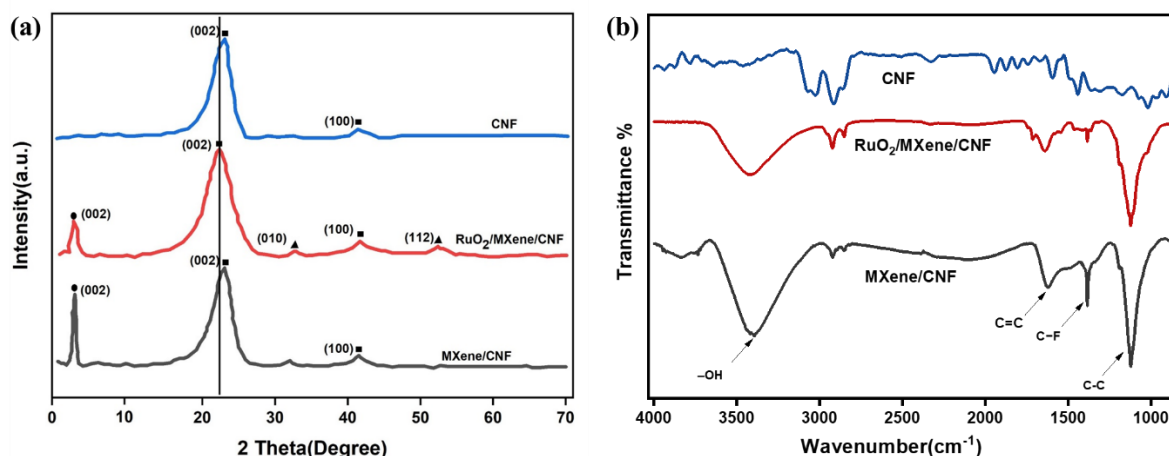 (a)
Intensity(a.u.)
(002)
(100)
CNF
(002)
(002)
(010)
(100)
(112)
RuO₂/MXene/CNF
(002)
(002)
(100)
MXene/CNF
0 10 20 30 40 50 60 70
2 Theta(Degree)
(b)
Transmittance %
CNF
RuO₂/MXene/CNF
MXene/CNF
C=C
C–F
–OH
C-C
4000 3500 3000 2500 2000 1500 1000
Wavenumber(cm⁻¹)